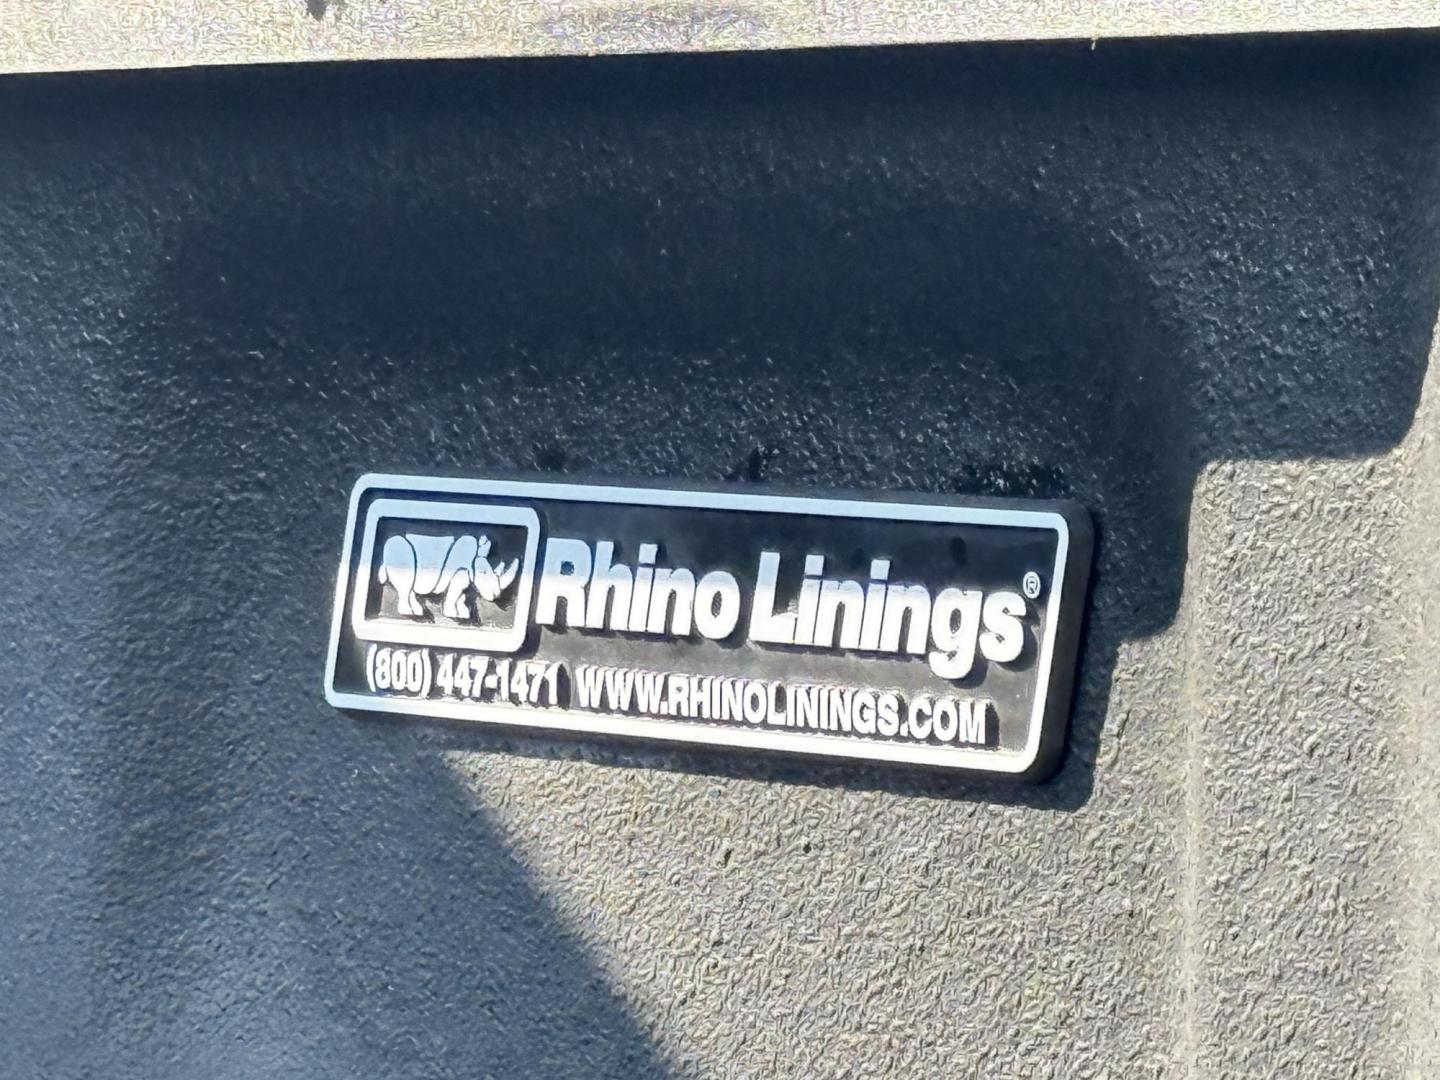 Rhino Linings®
(800) 447-1471 WWW.RHINOLININGS.COM